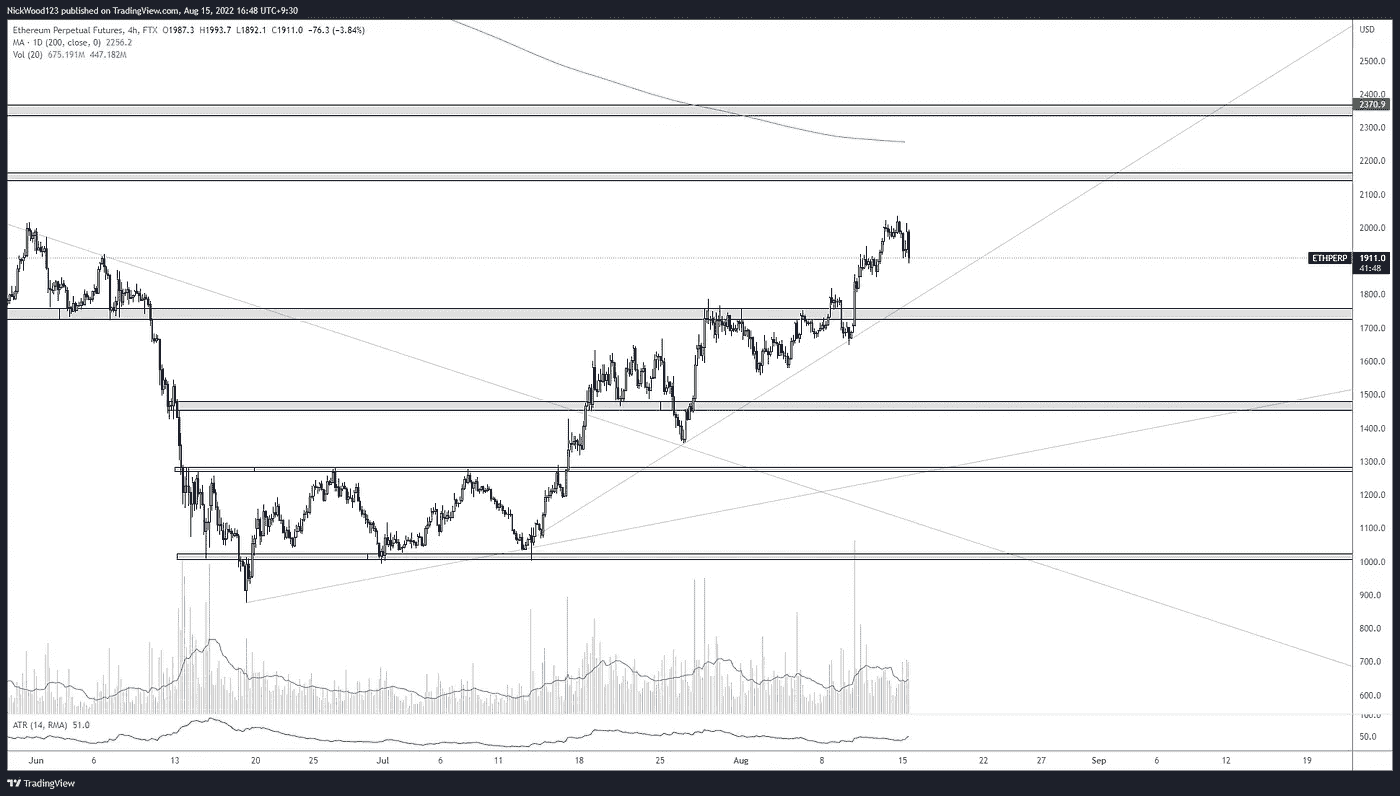 NickWood123 published on TradingView.com, Aug 15, 2022 16:48 UTC+9:30
Ethereum Perpetual Futures, 4h, FTX O1987.3 H1993.7 L1892.1 C1911.0 -76.3 (-3.84%)
MA · 1D (200, close, 0) 2256.2
Vol (20) 675.191M 447.182M
USD
2500.0
2400.0
2370.9
2300.0
2200.0
2100.0
2000.0
ETHPERP 1911.0
41:48
1800.0
1700.0
1600.0
1500.0
1400.0
1300.0
1200.0
1100.0
1000.0
900.0
800.0
700.0
600.0
100.0
ATR (14, RMA) 51.0
50.0
Jun 6 13 20 25 Jul 6 11 18 25 Aug 8 15 22 27 Sep 6 12 19
TradingView